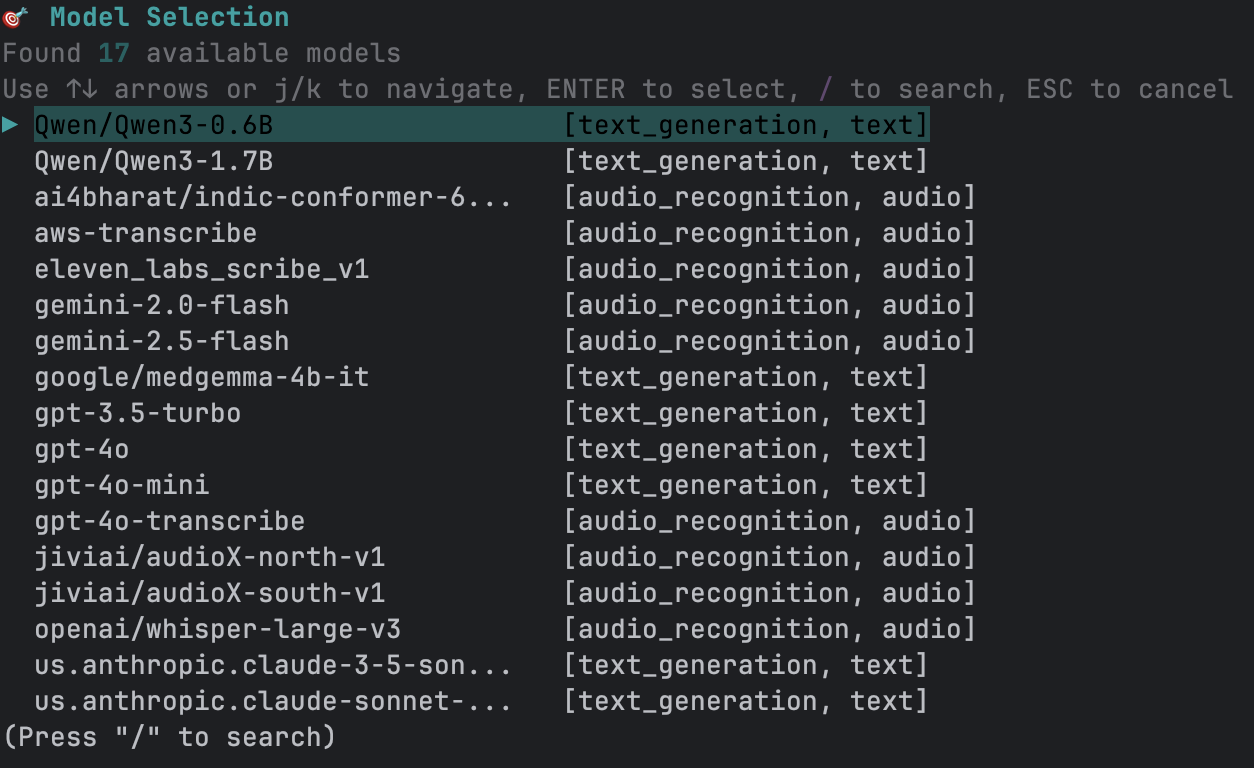 🎯 Model Selection
Found 17 available models
Use ↑↓ arrows or j/k to navigate, ENTER to select, / to search, ESC to cancel
▶ Qwen/Qwen3-0.6B [text_generation, text]
Qwen/Qwen3-1.7B [text_generation, text]
ai4bharat/indic-conformer-6... [audio_recognition, audio]
aws-transcribe [audio_recognition, audio]
eleven_labs_scribe_v1 [audio_recognition, audio]
gemini-2.0-flash [audio_recognition, audio]
gemini-2.5-flash [audio_recognition, audio]
google/medgemma-4b-it [text_generation, text]
gpt-3.5-turbo [text_generation, text]
gpt-4o [text_generation, text]
gpt-4o-mini [text_generation, text]
gpt-4o-transcribe [audio_recognition, audio]
jiviai/audioX-north-v1 [audio_recognition, audio]
jiviai/audioX-south-v1 [audio_recognition, audio]
openai/whisper-large-v3 [audio_recognition, audio]
us.anthropic.claude-3-5-son... [text_generation, text]
us.anthropic.claude-sonnet-... [text_generation, text]
(Press "/" to search)